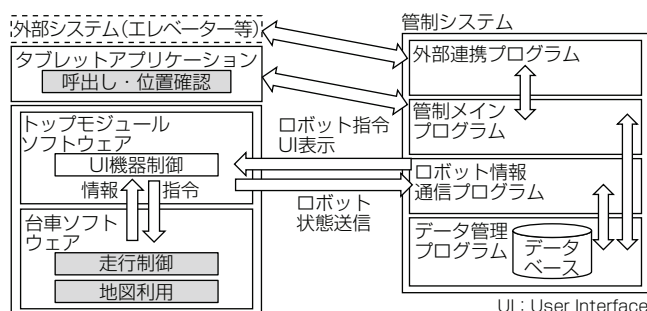 外部システム(エレベーター等)
タブレットアプリケーション
呼出し・位置確認
トップモジュール
ソフトウェア
UI機器制御
情報
指令
台車ソフト
ウェア
走行制御
地図利用
ロボット指令
UI表示
ロボット
状態送信
管制システム
外部連携プログラム
管制メイン
プログラム
ロボット情報
通信プログラム
データ管理
プログラム
データ
ベース
UI:User Interface